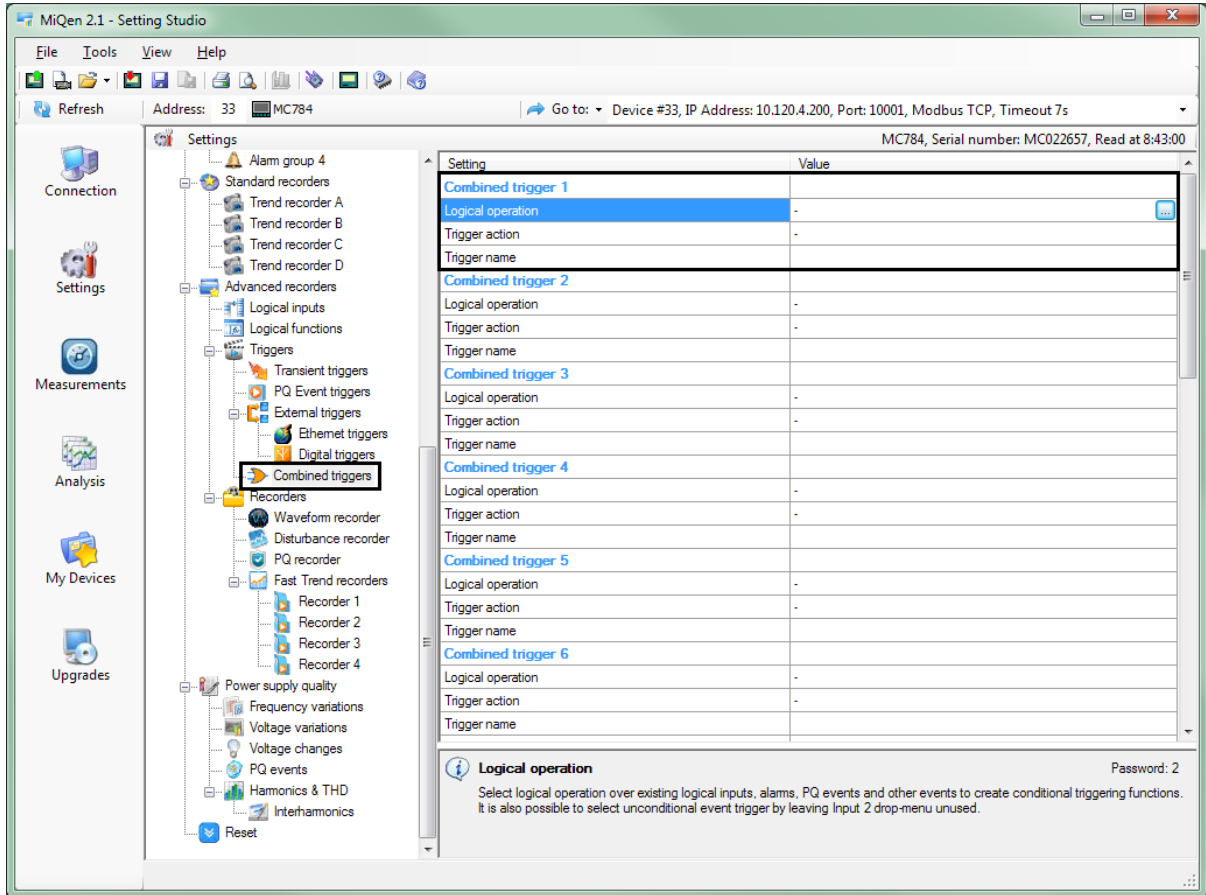 MiQen 2.1 - Setting Studio
File Tools View Help
Refresh Address: 33 MC784 Go to: Device #33, IP Address: 10.120.4.200, Port: 10001, Modbus TCP, Timeout 7s
Settings MC784, Serial number: MC022657, Read at 8:43:00
Connection
Settings
Measurements
Analysis
My Devices
Upgrades
Alarm group 4
Standard recorders
Trend recorder A
Trend recorder B
Trend recorder C
Trend recorder D
Advanced recorders
Logical inputs
Logical functions
Triggers
Transient triggers
PQ Event triggers
External triggers
Ethernet triggers
Digital triggers
Combined triggers
Recorders
Waveform recorder
Disturbance recorder
PQ recorder
Fast Trend recorders
Recorder 1
Recorder 2
Recorder 3
Recorder 4
Power supply quality
Frequency variations
Voltage variations
Voltage changes
PQ events
Harmonics & THD
Interharmonics
Reset
Setting Value
Combined trigger 1
Logical operation - ...
Trigger action -
Trigger name
Combined trigger 2
Logical operation -
Trigger action -
Trigger name
Combined trigger 3
Logical operation -
Trigger action -
Trigger name
Combined trigger 4
Logical operation -
Trigger action -
Trigger name
Combined trigger 5
Logical operation -
Trigger action -
Trigger name
Combined trigger 6
Logical operation -
Trigger action -
Trigger name
Logical operation Password: 2
Select logical operation over existing logical inputs, alarms, PQ events and other events to create conditional triggering functions.
It is also possible to select unconditional event trigger by leaving Input 2 drop-menu unused.